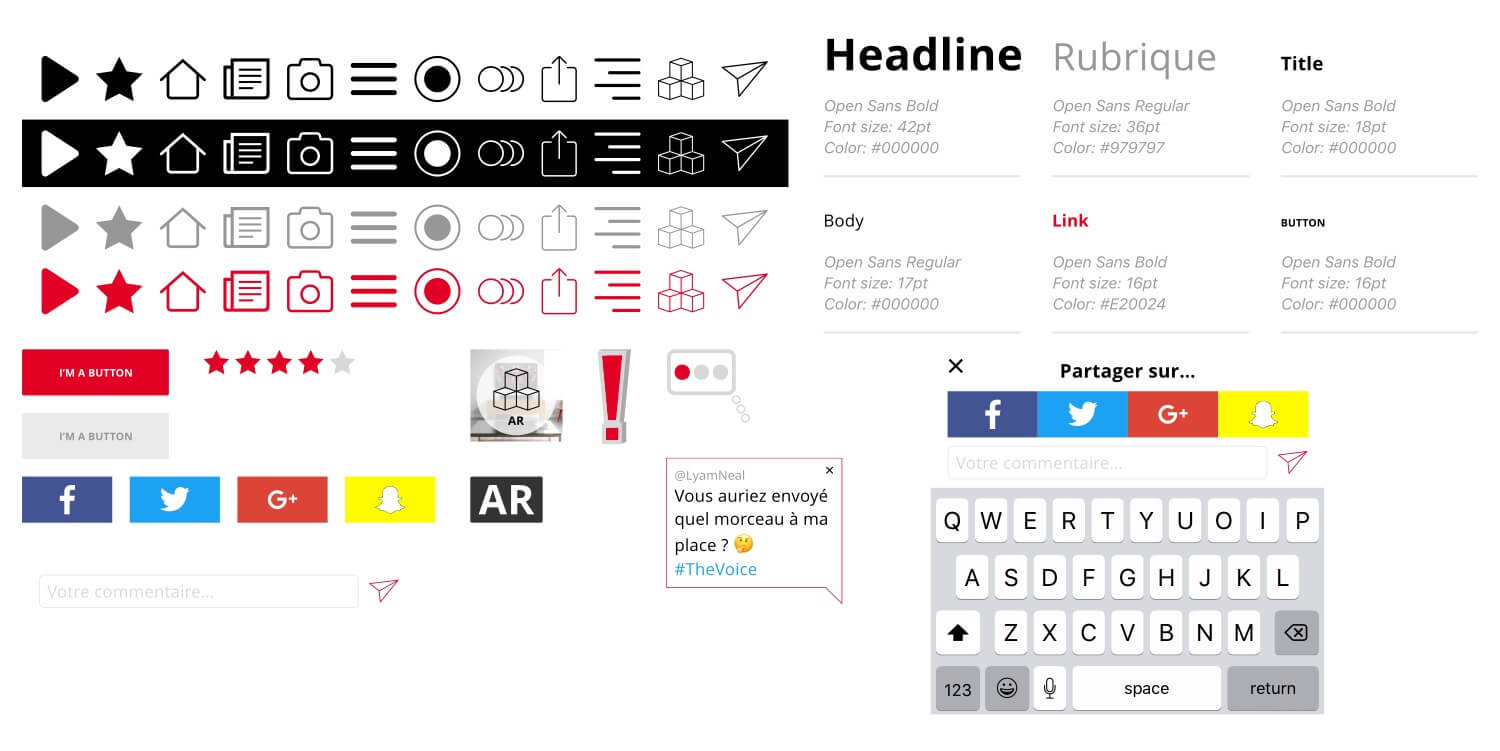 Headline
Open Sans Bold
Font size: 42pt
Color: #000000
Rubrique
Open Sans Regular
Font size: 36pt
Color: #979797
Title
Open Sans Bold
Font size: 18pt
Color: #000000
Body
Open Sans Regular
Font size: 17pt
Color: #000000
Link
Open Sans Bold
Font size: 16pt
Color: #E20024
BUTTON
Open Sans Bold
Font size: 16pt
Color: #000000
I'M A BUTTON
I'M A BUTTON
f
G+
AR
AR
@LyamNeal
Vous auriez envoyé
quel morceau à ma
place ? 🤔
#TheVoice
Votre commentaire...
Partager sur...
f
G+
Votre commentaire...
Q W E R T Y U O I P
A S D F G H J K L
Z X C V B N M
123 space return